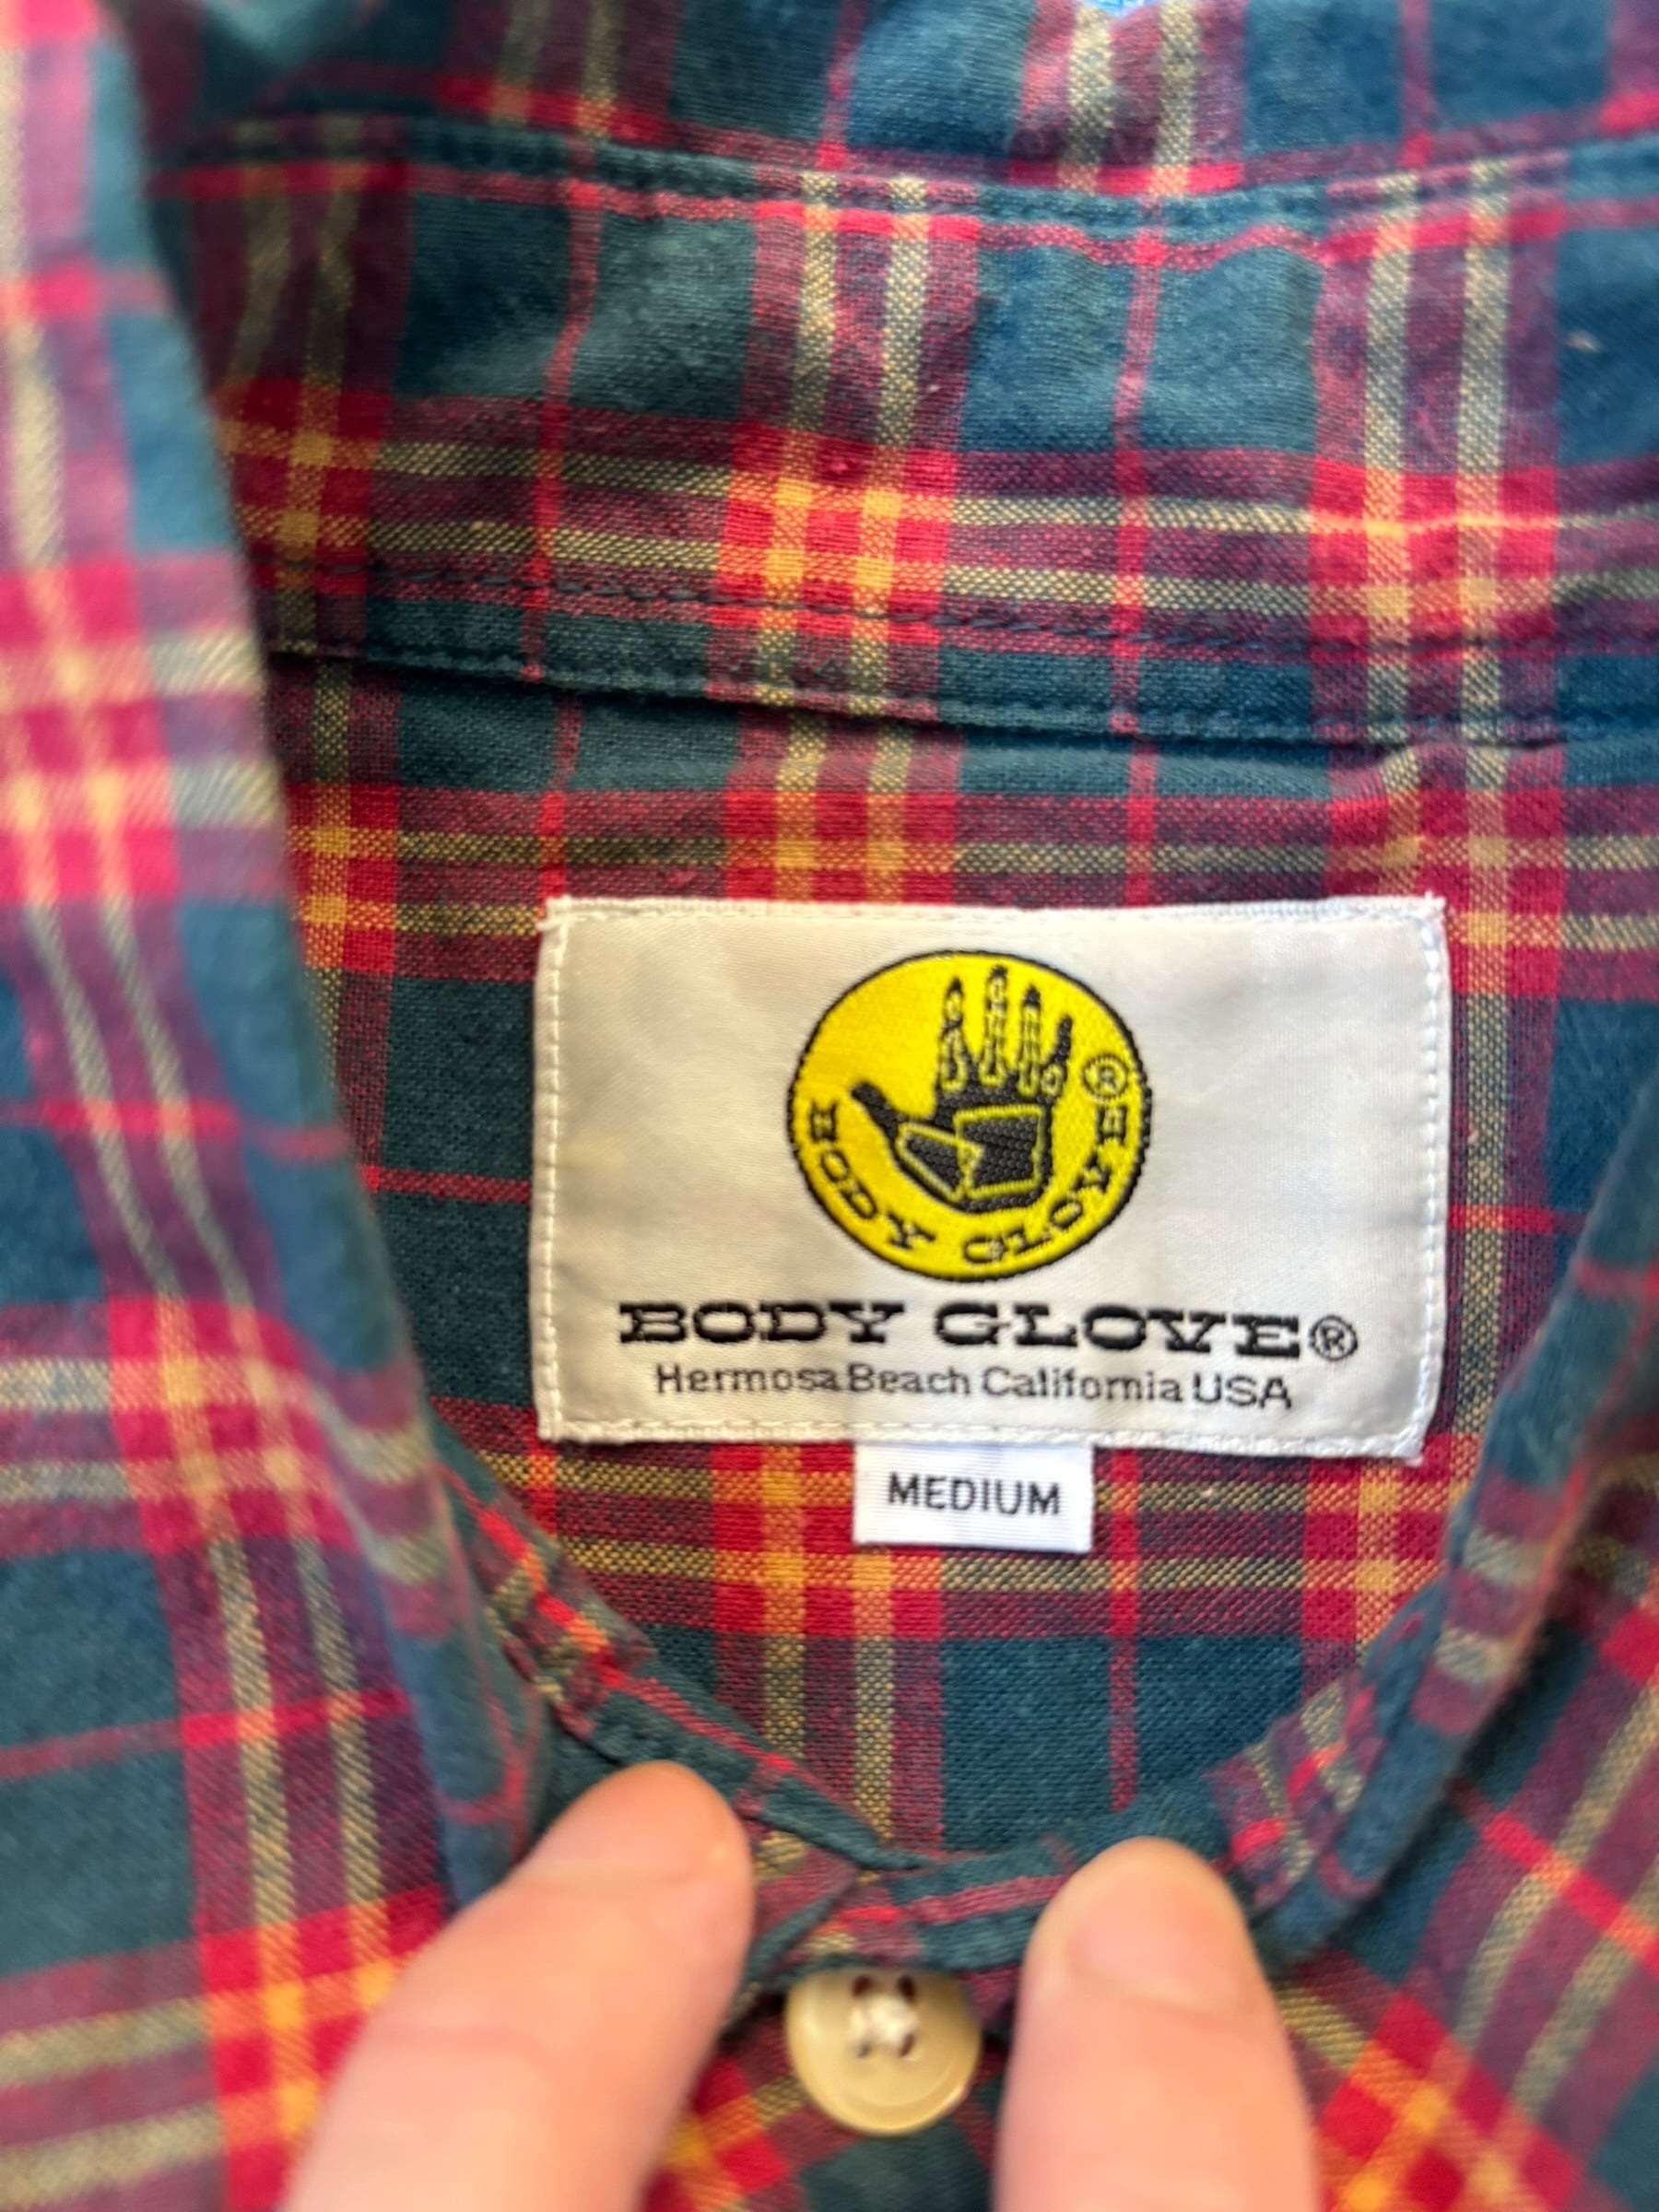 ®
BODY GLOVE
BODY GLOVE®
Hermosa Beach California USA
MEDIUM